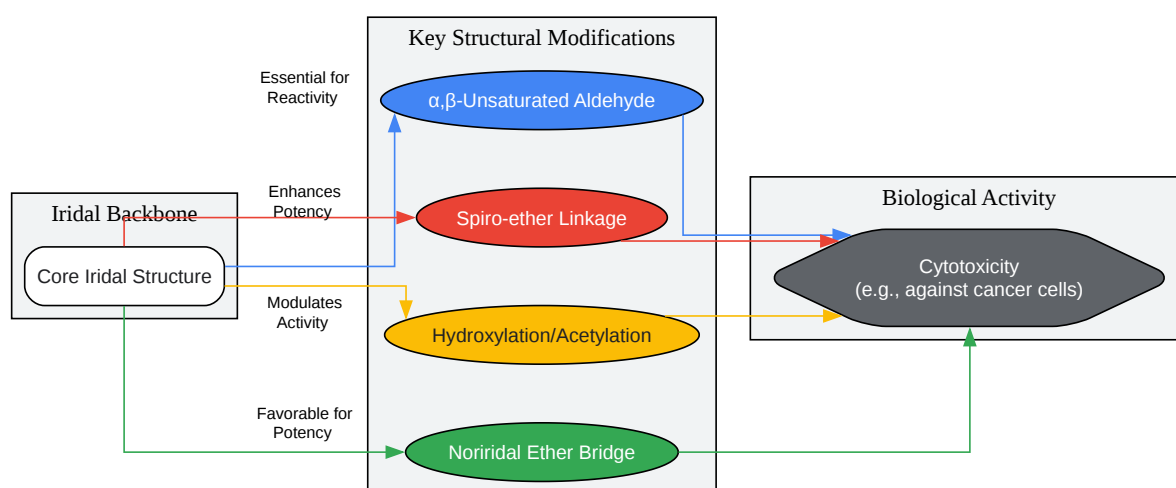 Key Structural Modifications
Essential for
Reactivity
α,β-Unsaturated Aldehyde
Iridal Backbone
Enhances
Potency
Spiro-ether Linkage
Biological Activity
Core Iridal Structure
Cytotoxicity
(e.g., against cancer cells)
Modulates
Activity
Hydroxylation/Acetylation
Favorable for
Potency
Noriridal Ether Bridge